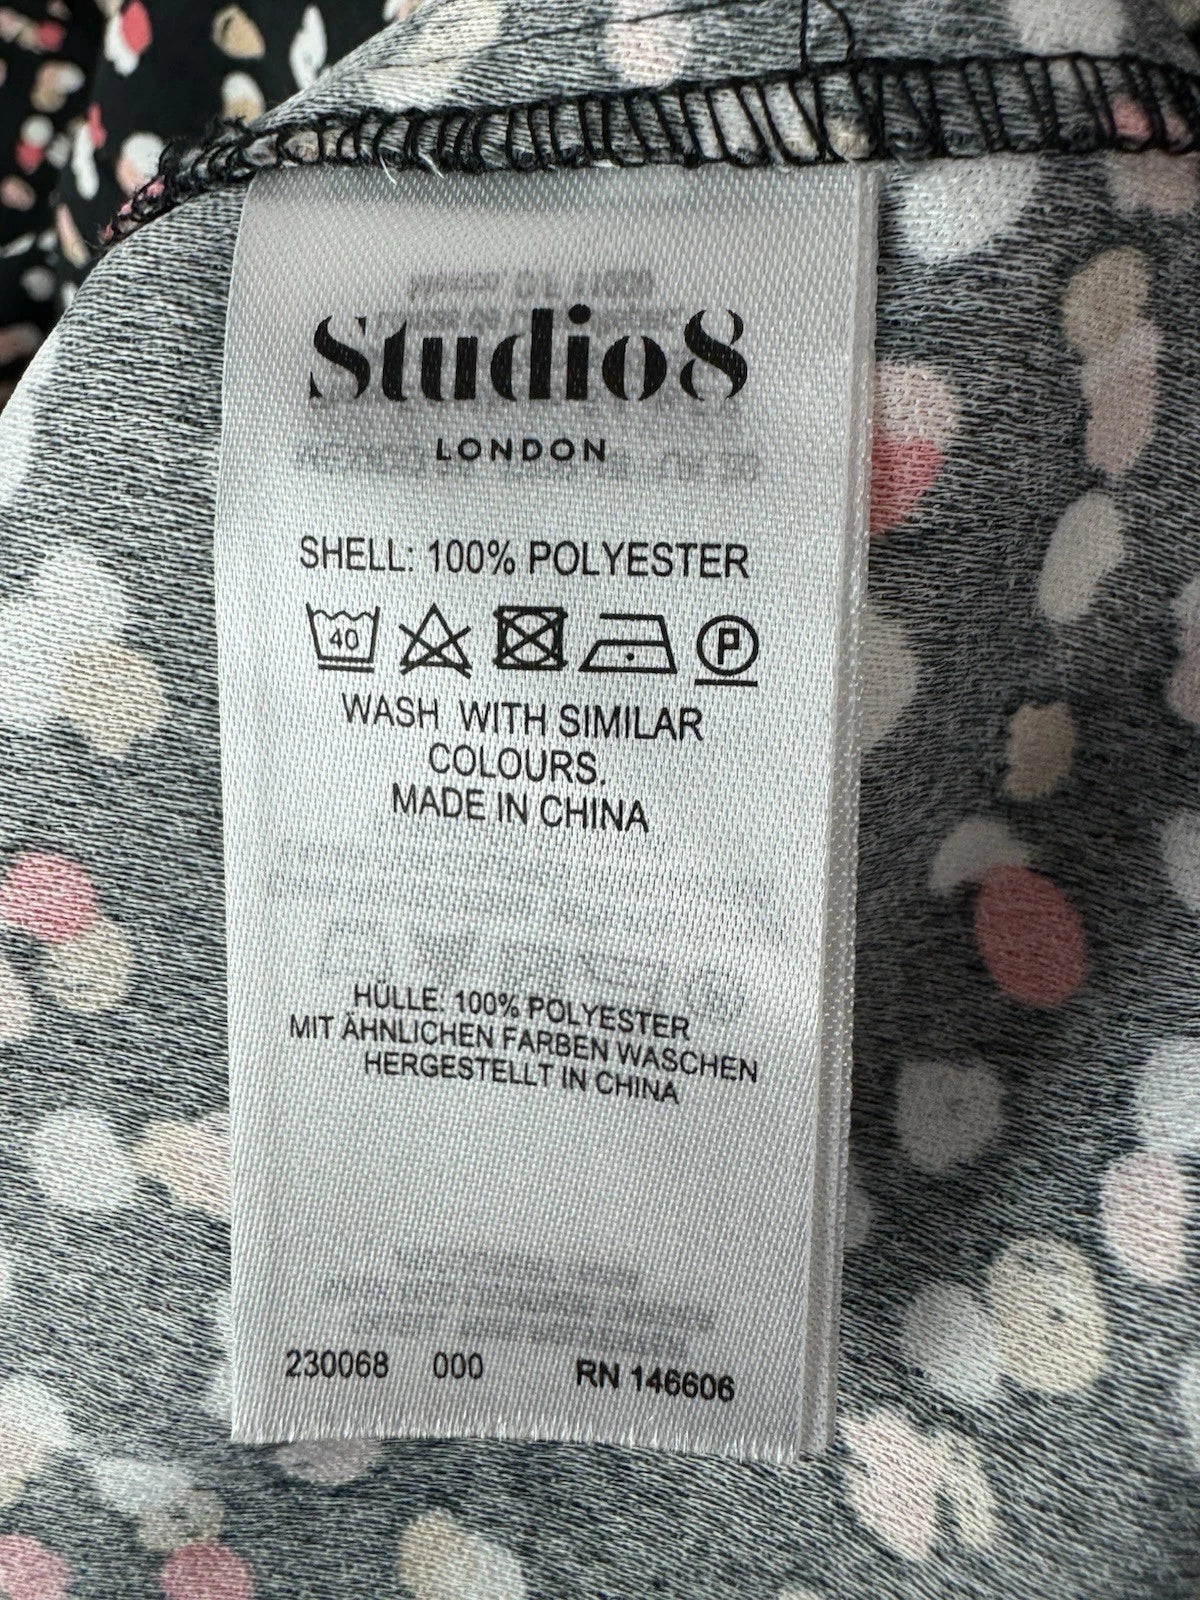 Studio8
LONDON
SHELL: 100% POLYESTER
40 P
WASH WITH SIMILAR
COLOURS.
MADE IN CHINA
HÜLLE: 100% POLYESTER
MIT ÄHNLICHEN FARBEN WASCHEN
HERGESTELLT IN CHINA
230068 000 RN 146606